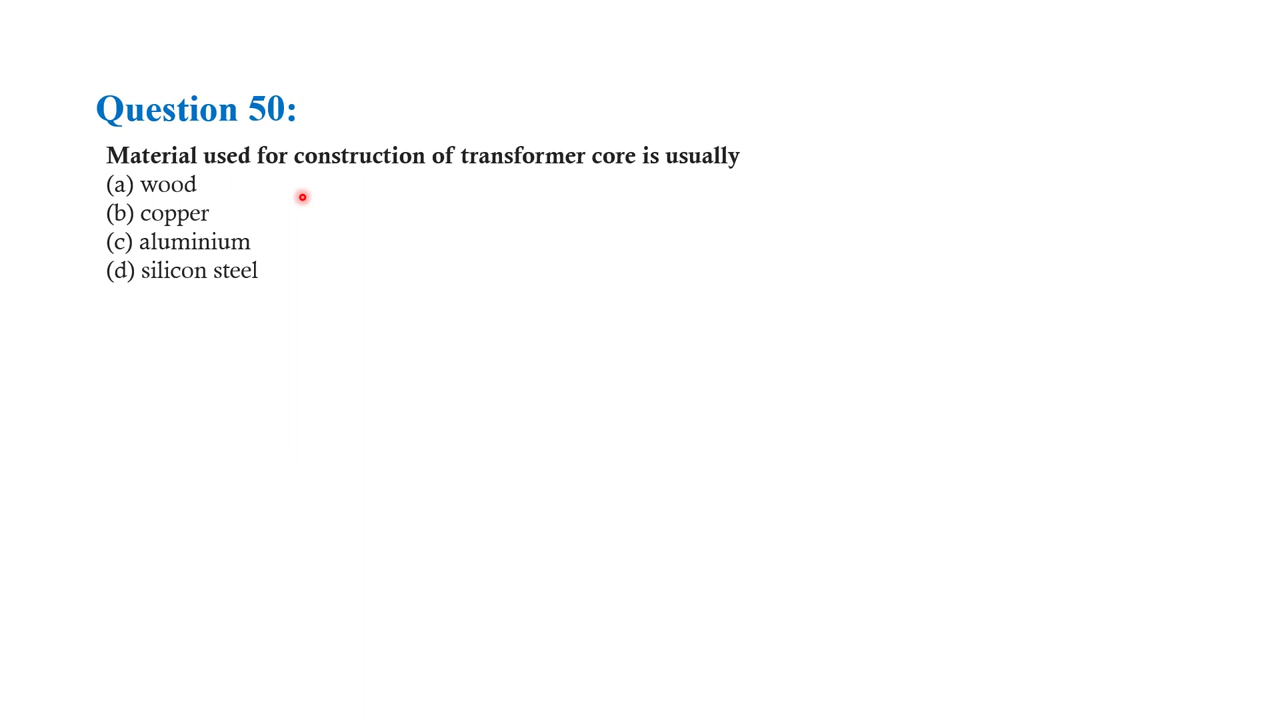 Question 50:
Material used for construction of transformer core is usually
(a) wood
(b) copper
(c) aluminium
(d) silicon steel